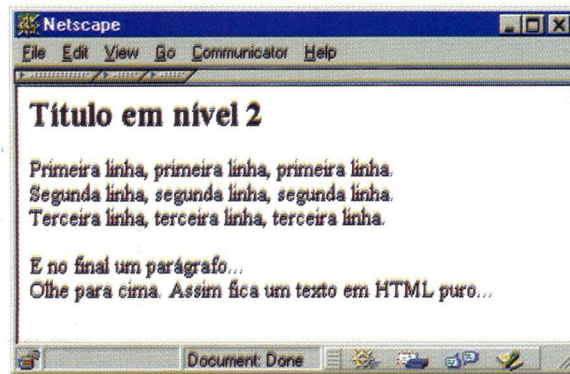 Netscape
File Edit View Go Communicator Help
Título em nível 2
Primeira linha, primeira linha, primeira linha.
Segunda linha, segunda linha, segunda linha.
Terceira linha, terceira linha, terceira linha.
E no final um parágrafo...
Olhe para cima. Assim fica um texto em HTML puro...
Document: Done